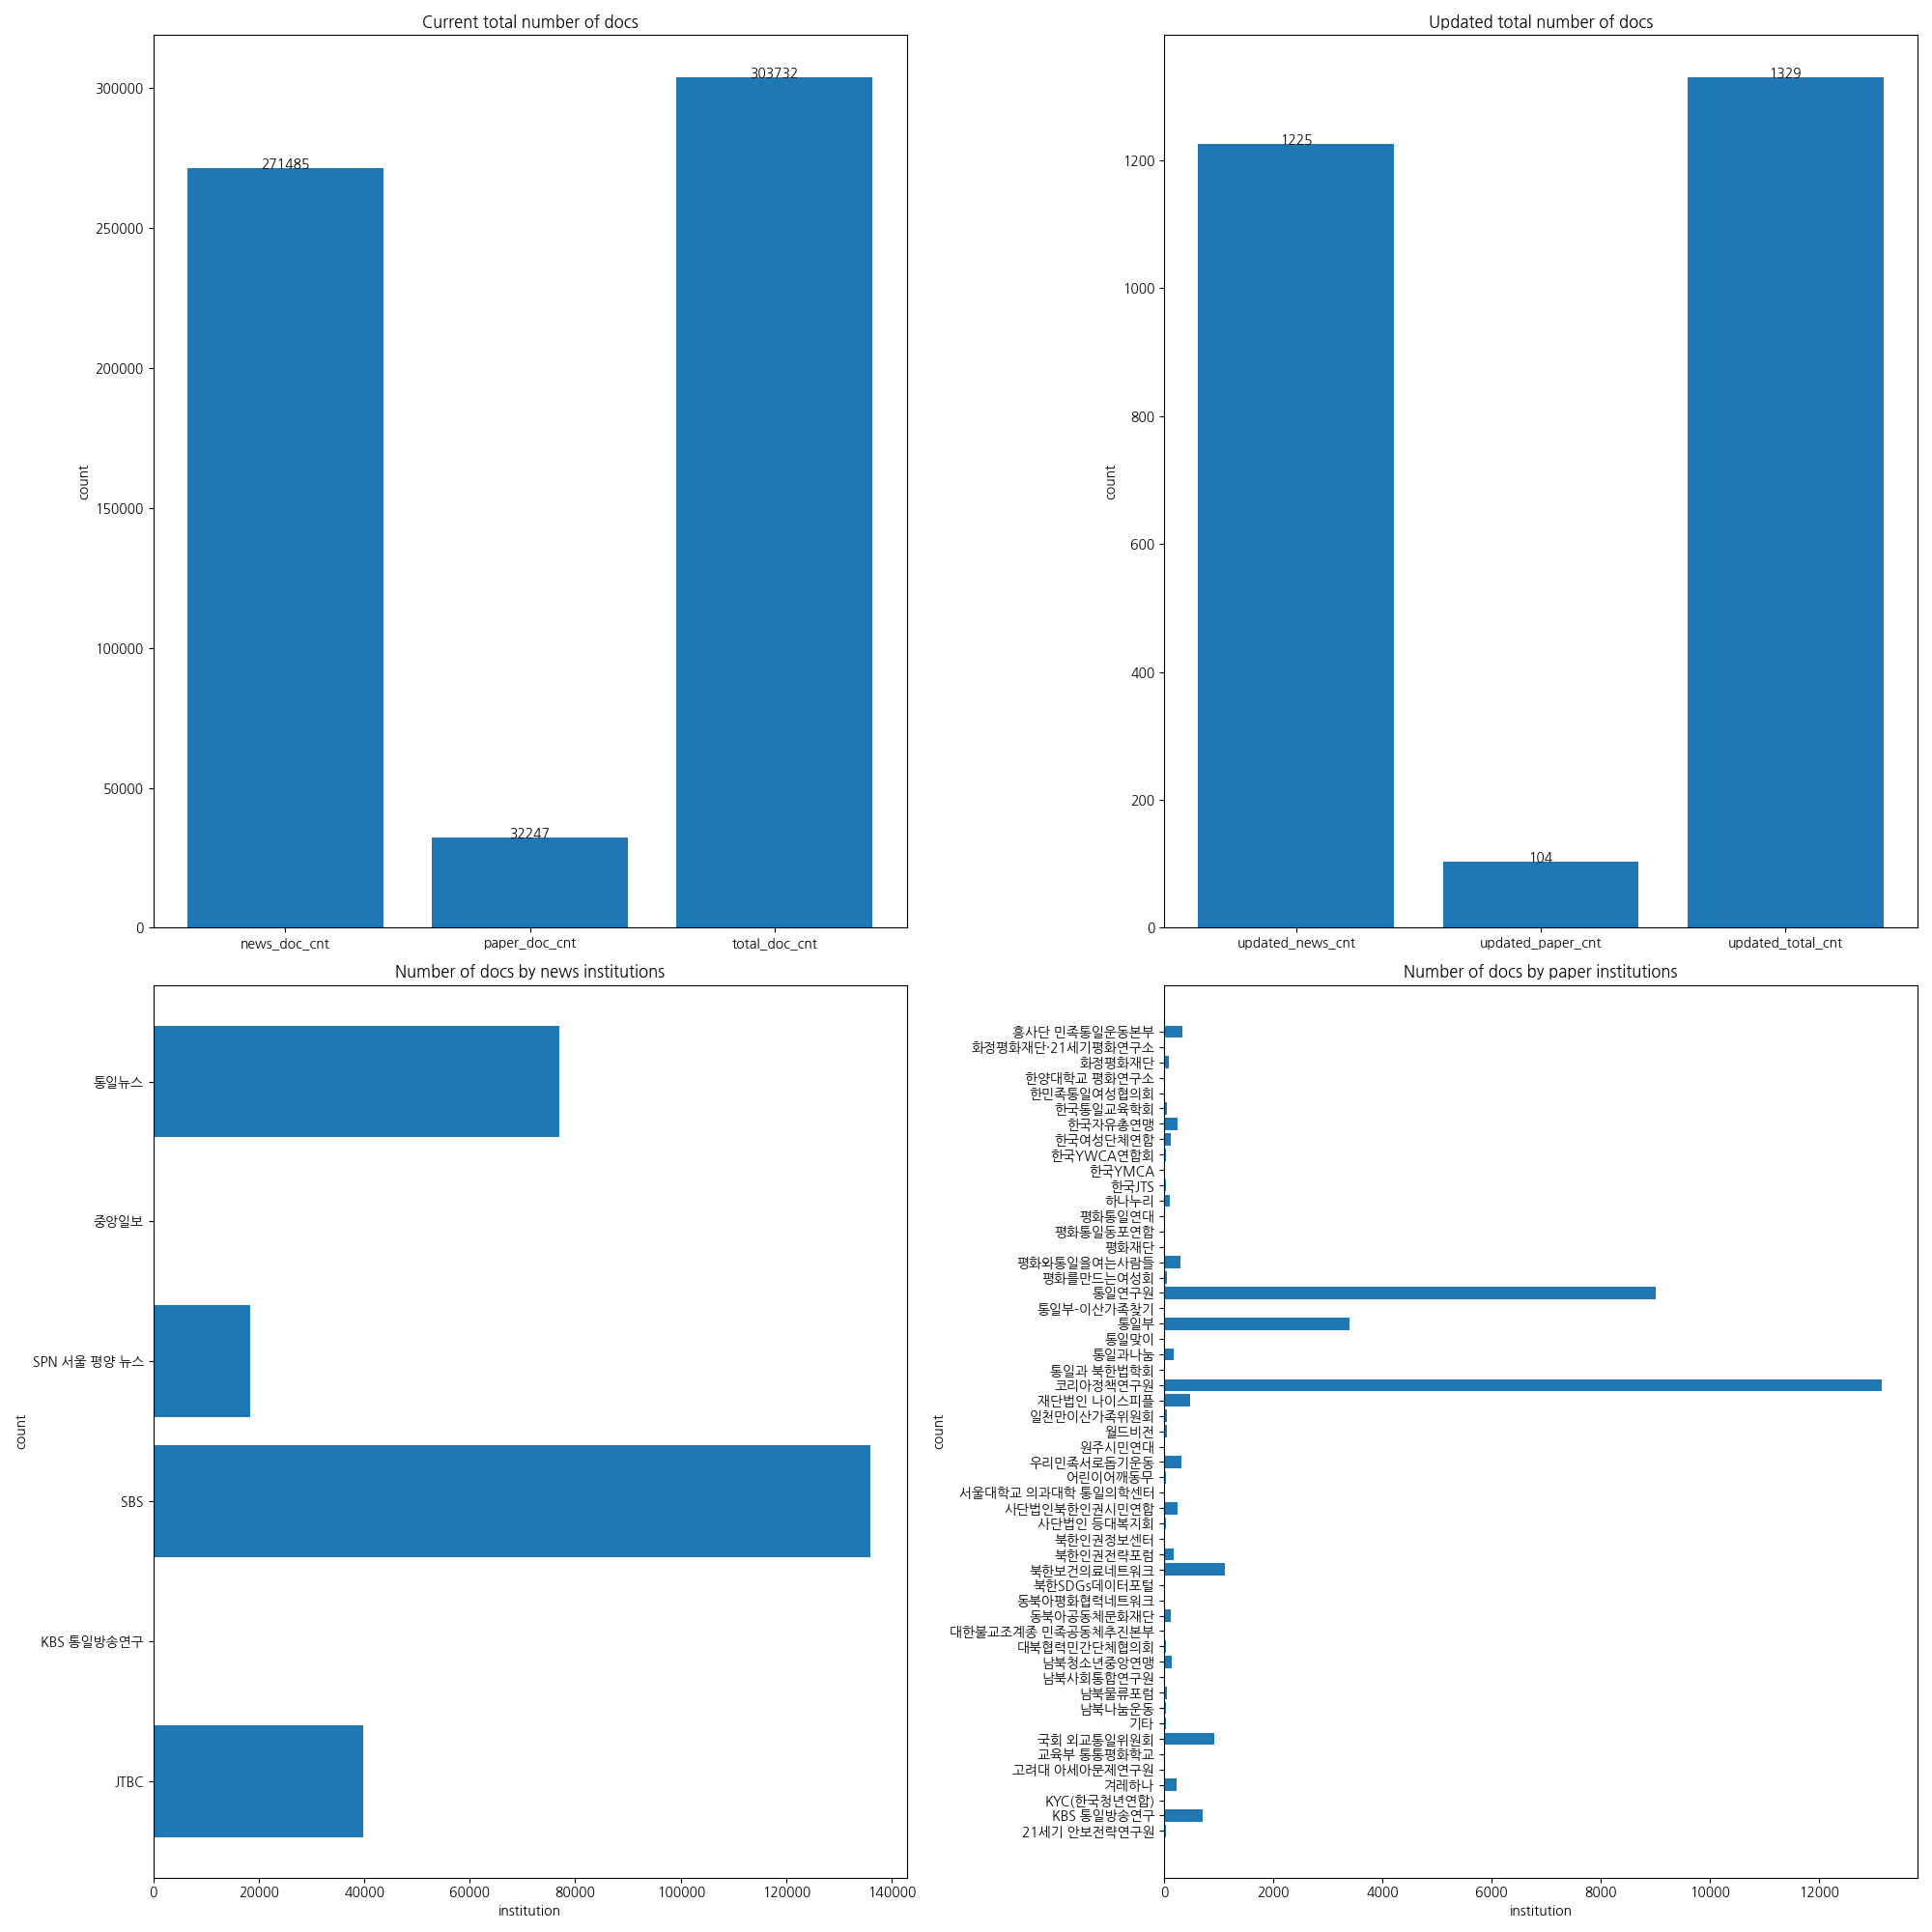 Current total number of docs
count
300000
250000
200000
150000
100000
50000
0
271485
32247
303732
news_doc_cnt
paper_doc_cnt
total_doc_cnt
Updated total number of docs
count
1200
1000
800
600
400
200
0
1225
104
1329
updated_news_cnt
updated_paper_cnt
updated_total_cnt
Number of docs by news institutions
count
통일뉴스
중앙일보
SPN 서울 평양 뉴스
SBS
KBS 통일방송연구
JTBC
0 20000 40000 60000 80000 100000 120000 140000
institution
Number of docs by paper institutions
count
흥사단 민족통일운동본부
화정평화재단·21세기평화연구소
화정평화재단
한양대학교 평화연구소
한민족통일여성협의회
한국통일교육학회
한국자유총연맹
한국여성단체연합
한국YWCA연합회
한국YMCA
한국JTS
하나누리
평화통일연대
평화통일동포연합
평화재단
평화와통일을여는사람들
평화를만드는여성회
통일연구원
통일부-이산가족찾기
통일부
통일맞이
통일과나눔
통일과 북한법학회
코리아정책연구원
재단법인 나이스피플
일천만이산가족위원회
월드비전
원주시민연대
우리민족서로돕기운동
어린이어깨동무
서울대학교 의과대학 통일의학센터
사단법인북한인권시민연합
사단법인 등대복지회
북한인권정보센터
북한인권전략포럼
북한보건의료네트워크
북한SDGs데이터포털
동북아평화협력네트워크
동북아공동체문화재단
대한불교조계종 민족공동체추진본부
대북협력민간단체협의회
남북청소년중앙연맹
남북사회통합연구원
남북물류포럼
남북나눔운동
기타
국회 외교통일위원회
교육부 통통평화학교
고려대 아세아문제연구원
겨레하나
KYC(한국청년연합)
KBS 통일방송연구
21세기 안보전략연구원
0 2000 4000 6000 8000 10000 12000
institution